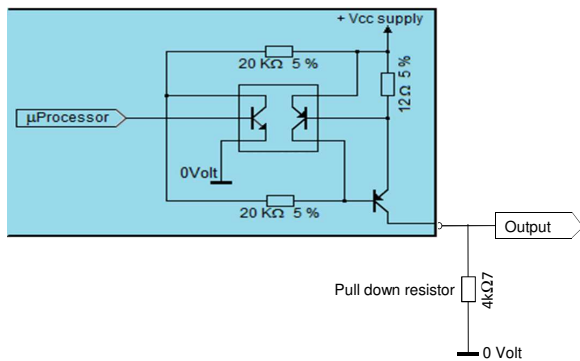 + Vcc supply
20 KΩ 5 %
12Ω 5 %
µProcessor
0Volt
20 KΩ 5 %
Output
Pull down resistor
4kΩ7
0 Volt